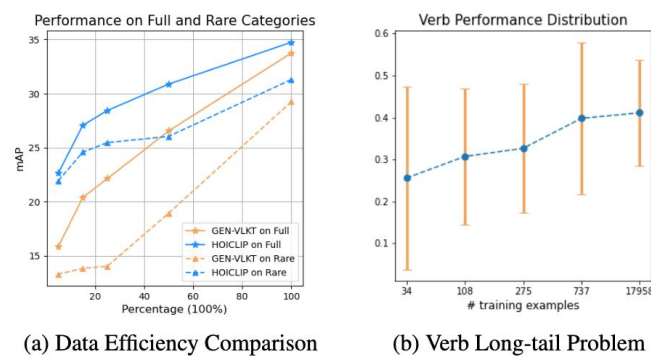 Performance on Full and Rare Categories
35
30
25
20
15
mAP
20 40 60 80 100
Percentage (100%)
GEN-VLKT on Full
HOICLIP on Full
GEN-VLKT on Rare
HOICLIP on Rare
(a) Data Efficiency Comparison
Verb Performance Distribution
0.6
0.5
0.4
0.3
0.2
0.1
34 108 275 737 17958
# training examples
(b) Verb Long-tail Problem